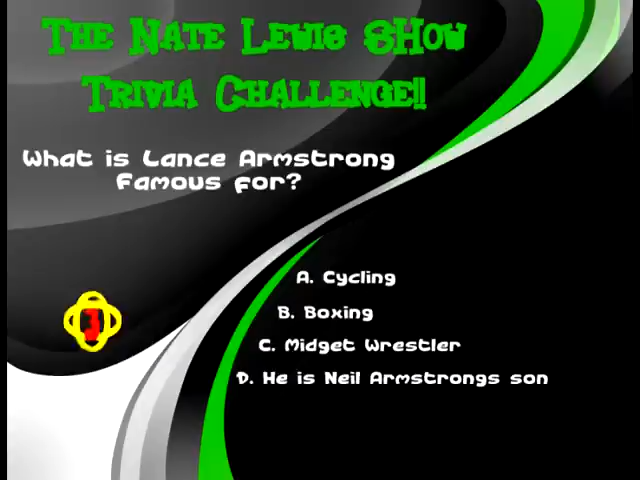 The Nate Lewis SHow
Trivia Challenge!!
What is Lance Armstrong
Famous for?
A. Cycling
B. Boxing
3
C. Midget Wrestler
D. He is Neil Armstrongs son